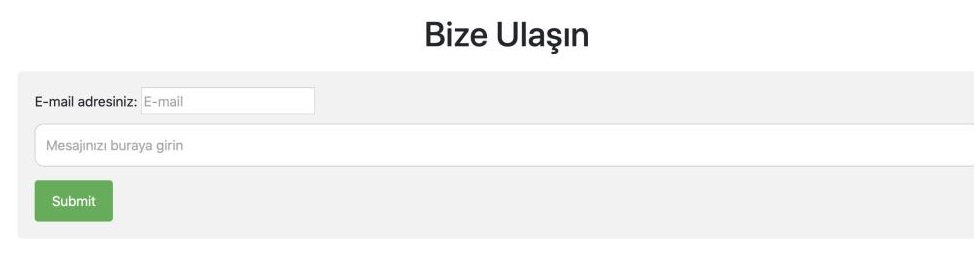 Bize Ulaşın
E-mail adresiniz: E-mail
Mesajınızı buraya girin
Submit